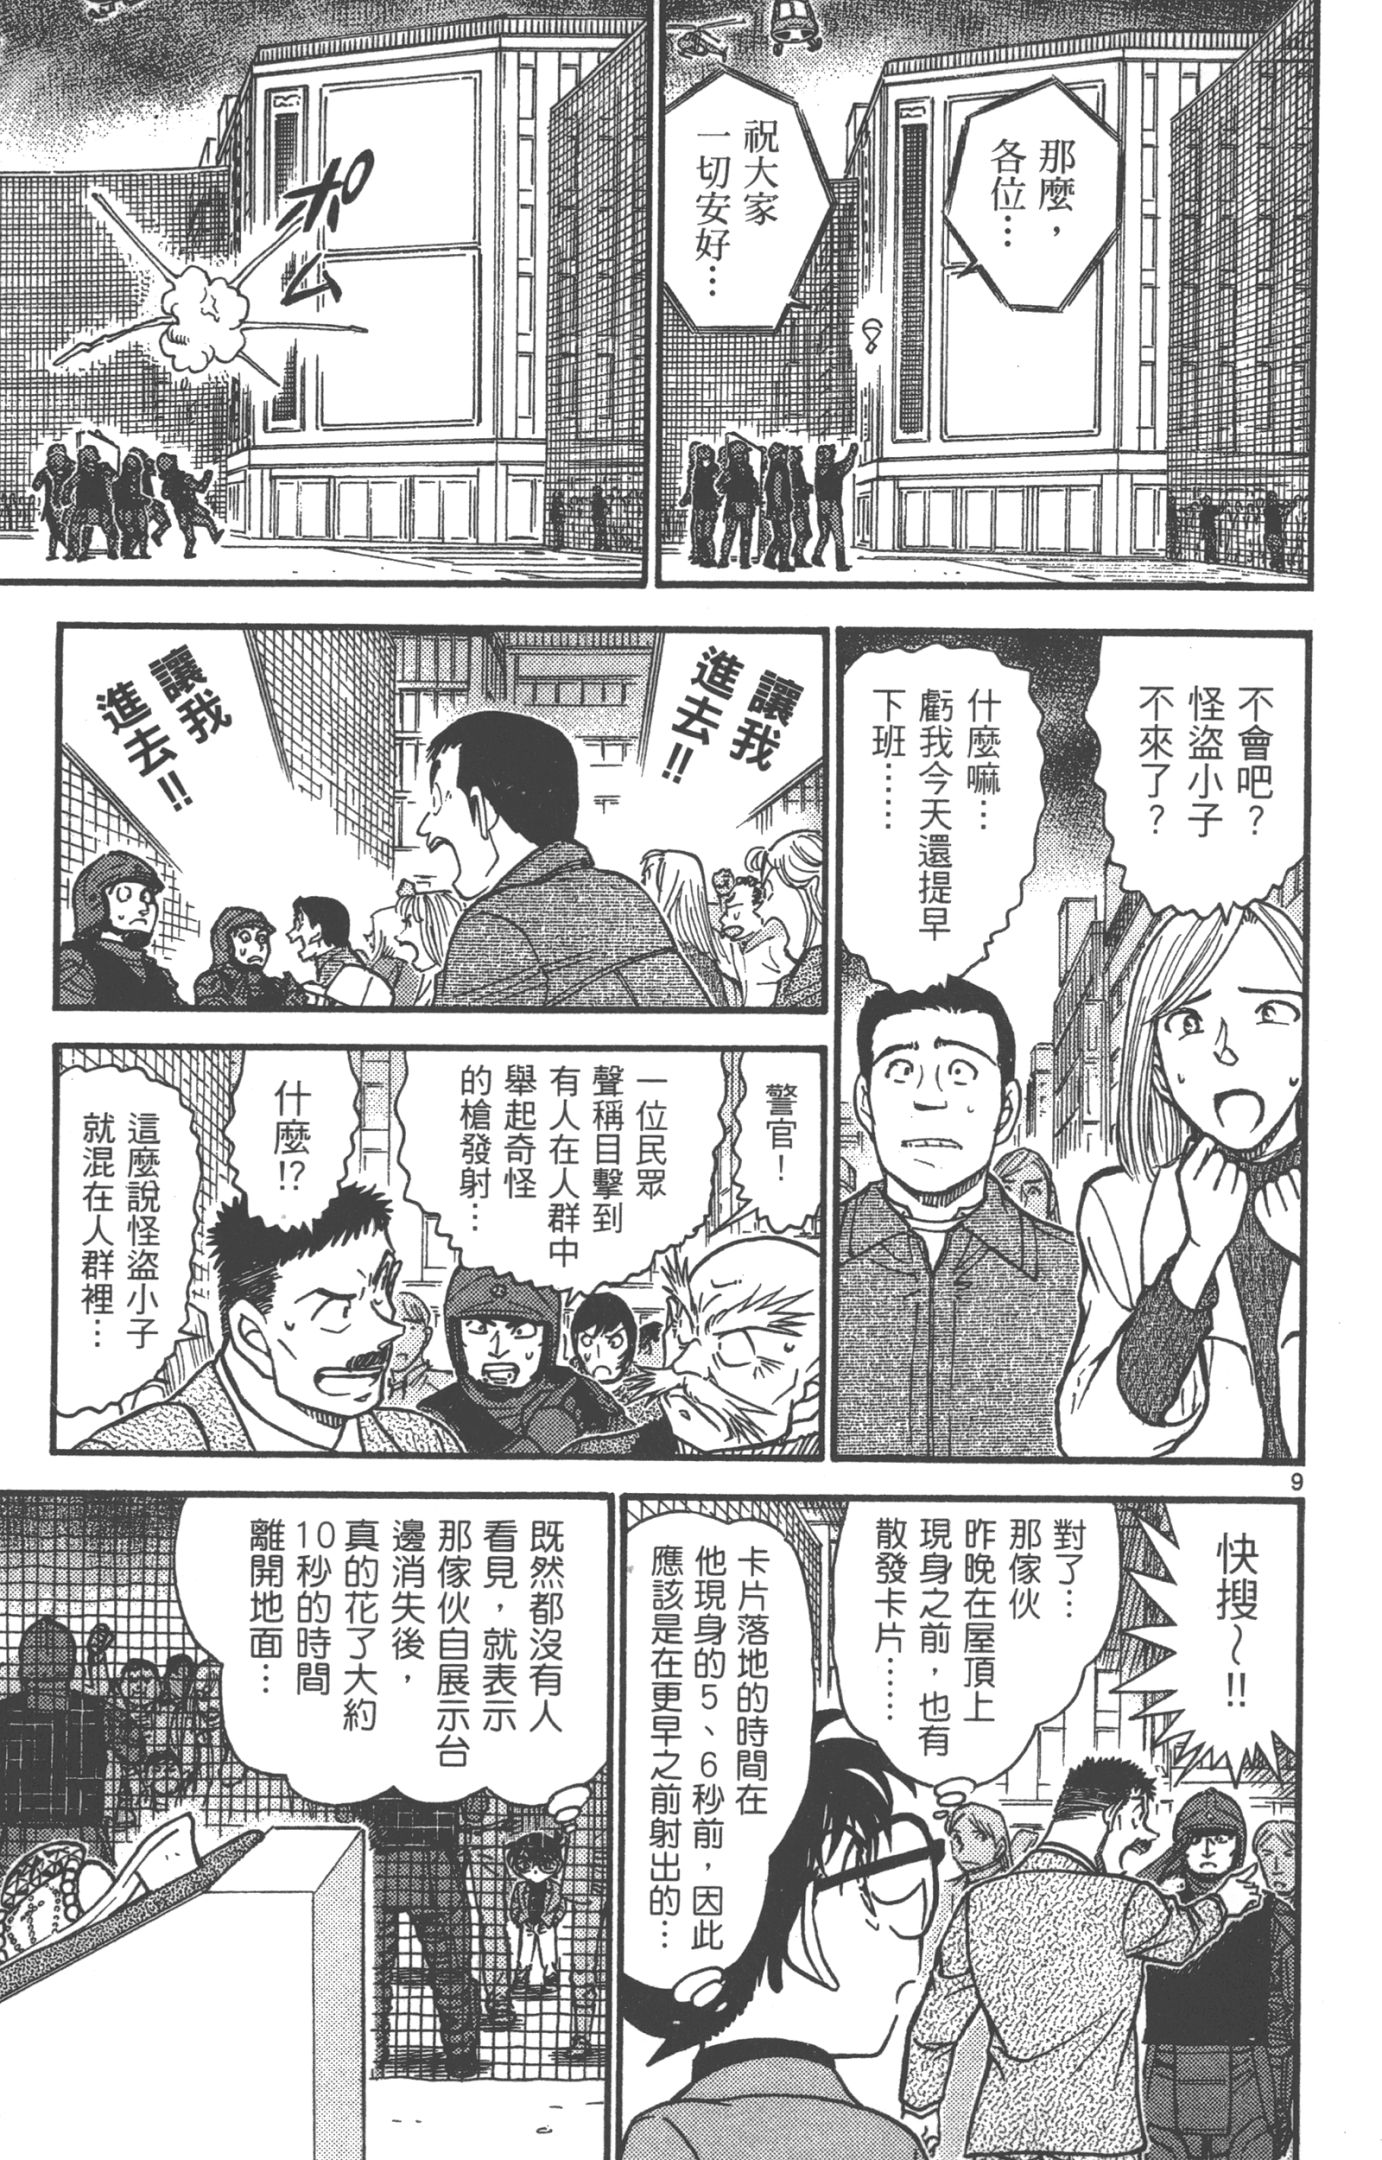 那麼，
各位…
祝大家
一切安好…
ポム
不會吧？
怪盜小子
不來了？
什麼嘛…
虧我今天還提早
下班……
讓我
進去!!
讓我
進去!!
警官！
一位民眾
聲稱目擊到
有人在人群中
舉起奇怪
的槍發射…
什麼!?
這麼說怪盜小子
就混在人群裡…
9
快搜～!!
對了…
那傢伙
昨晚在屋頂上
現身之前，也有
散發卡片……
卡片落地的時間在
他現身的5、6秒前，因此
應該是在更早之前射出的…
既然都沒有人
看見，就表示
那傢伙自展示台
邊消失後，
真的花了大約
10秒的時間
離開地面…